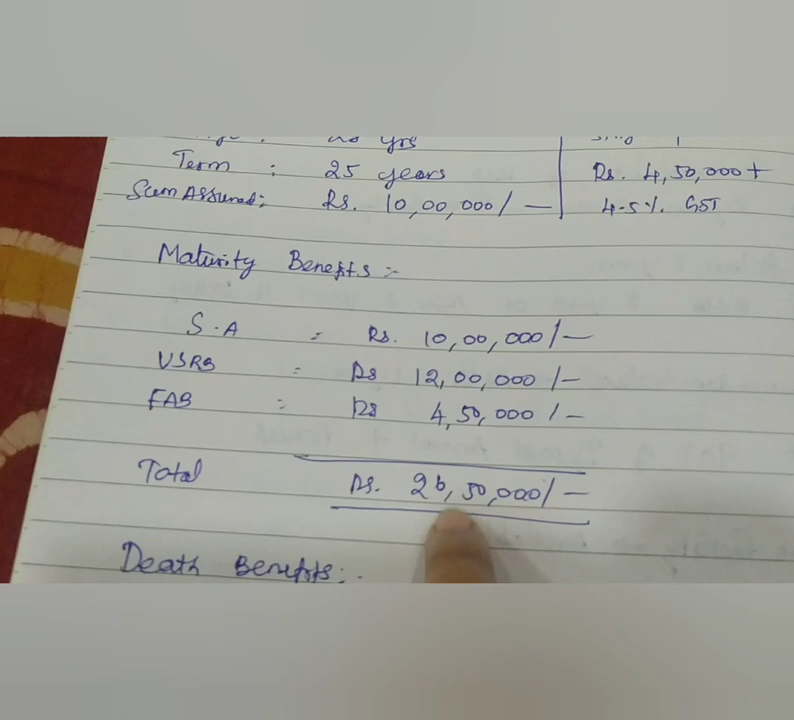 yrs
Term : 25 years
Rs. 4,50,000+
Sum Assured: Rs. 10,00,000/—
4.5%. GST
Maturity Benefits :-
S.A = Rs. 10,00,000/—
VSRB = Rs 12,00,000/-
FAB = Rs 4,50,000/-
Total Rs. 26,50,000/—
Death Benefits:-